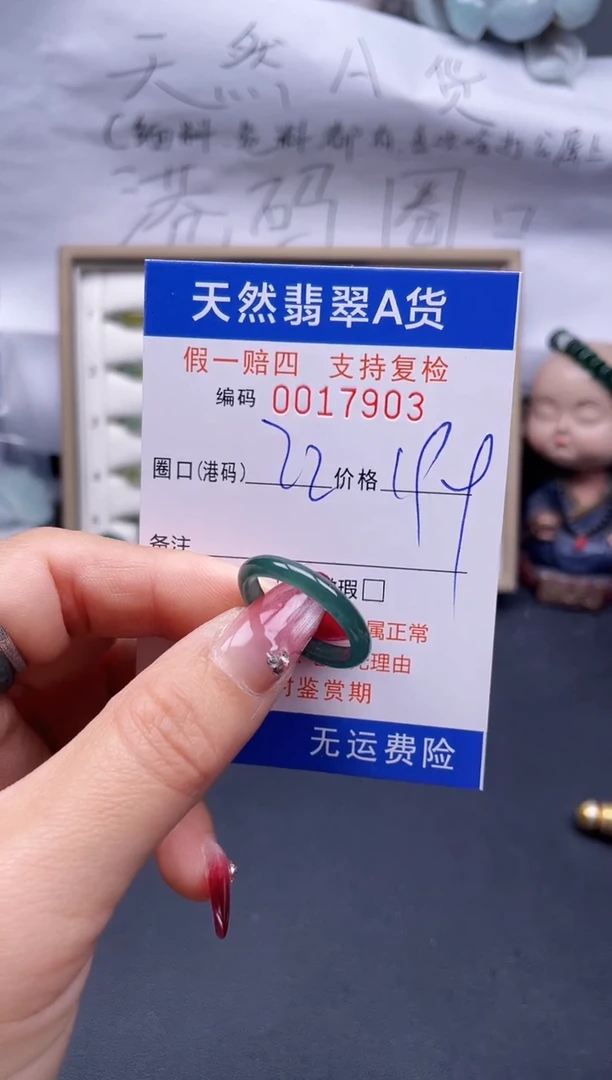 天然A货
港码圈口
天然翡翠A货
假一赔四 支持复检
编码 0017903
圈口(港码) 22 价格 199
备注
瑕□
属正常
理由
时鉴赏期
无运费险